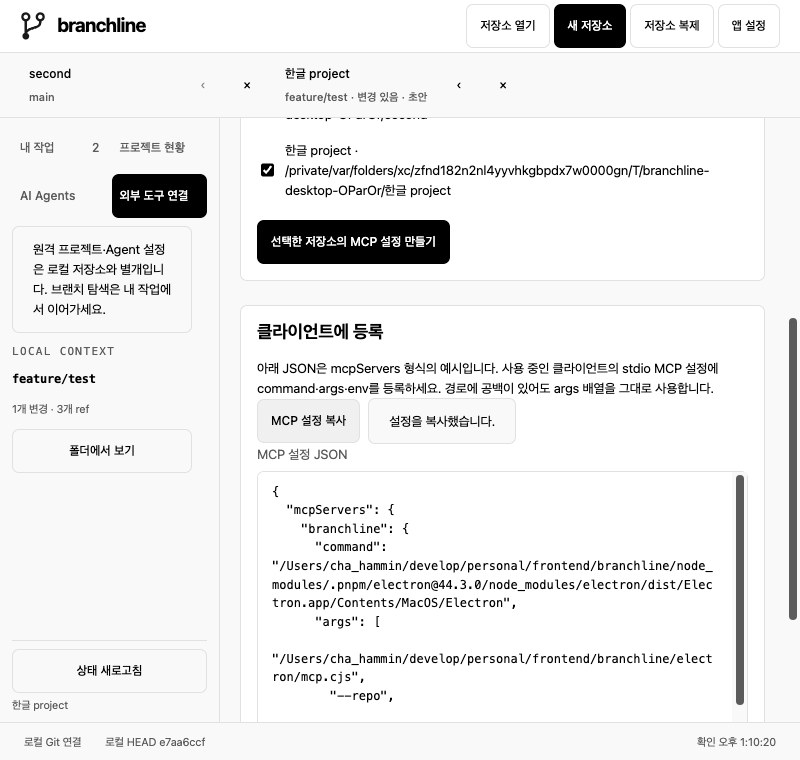 branchline
저장소 열기
새 저장소
저장소 복제
앱 설정
second
main
‹
×
한글 project
feature/test · 변경 있음 · 초안
‹
×
내 작업 2 프로젝트 현황
AI Agents
외부 도구 연결
원격 프로젝트·Agent 설정
은 로컬 저장소와 별개입니
다. 브랜치 탐색은 내 작업에
서 이어가세요.
LOCAL CONTEXT
feature/test
1개 변경 · 3개 ref
폴더에서 보기
상태 새로고침
한글 project
desktop-OParOr/second
한글 project ·
/private/var/folders/xc/zfnd182n2nl4yyvhkgbpdx7w0000gn/T/branchline-
desktop-OParOr/한글 project
선택한 저장소의 MCP 설정 만들기
클라이언트에 등록
아래 JSON은 mcpServers 형식의 예시입니다. 사용 중인 클라이언트의 stdio MCP 설정에
command·args·env를 등록하세요. 경로에 공백이 있어도 args 배열을 그대로 사용합니다.
MCP 설정 복사
설정을 복사했습니다.
MCP 설정 JSON
{
"mcpServers": {
"branchline": {
"command":
"/Users/cha_hammin/develop/personal/frontend/branchline/node_
modules/.pnpm/electron@44.3.0/node_modules/electron/dist/Elec
tron.app/Contents/MacOS/Electron",
"args": [
"/Users/cha_hammin/develop/personal/frontend/branchline/elect
ron/mcp.cjs",
"--repo",
로컬 Git 연결
로컬 HEAD e7aa6ccf
확인 오후 1:10:20